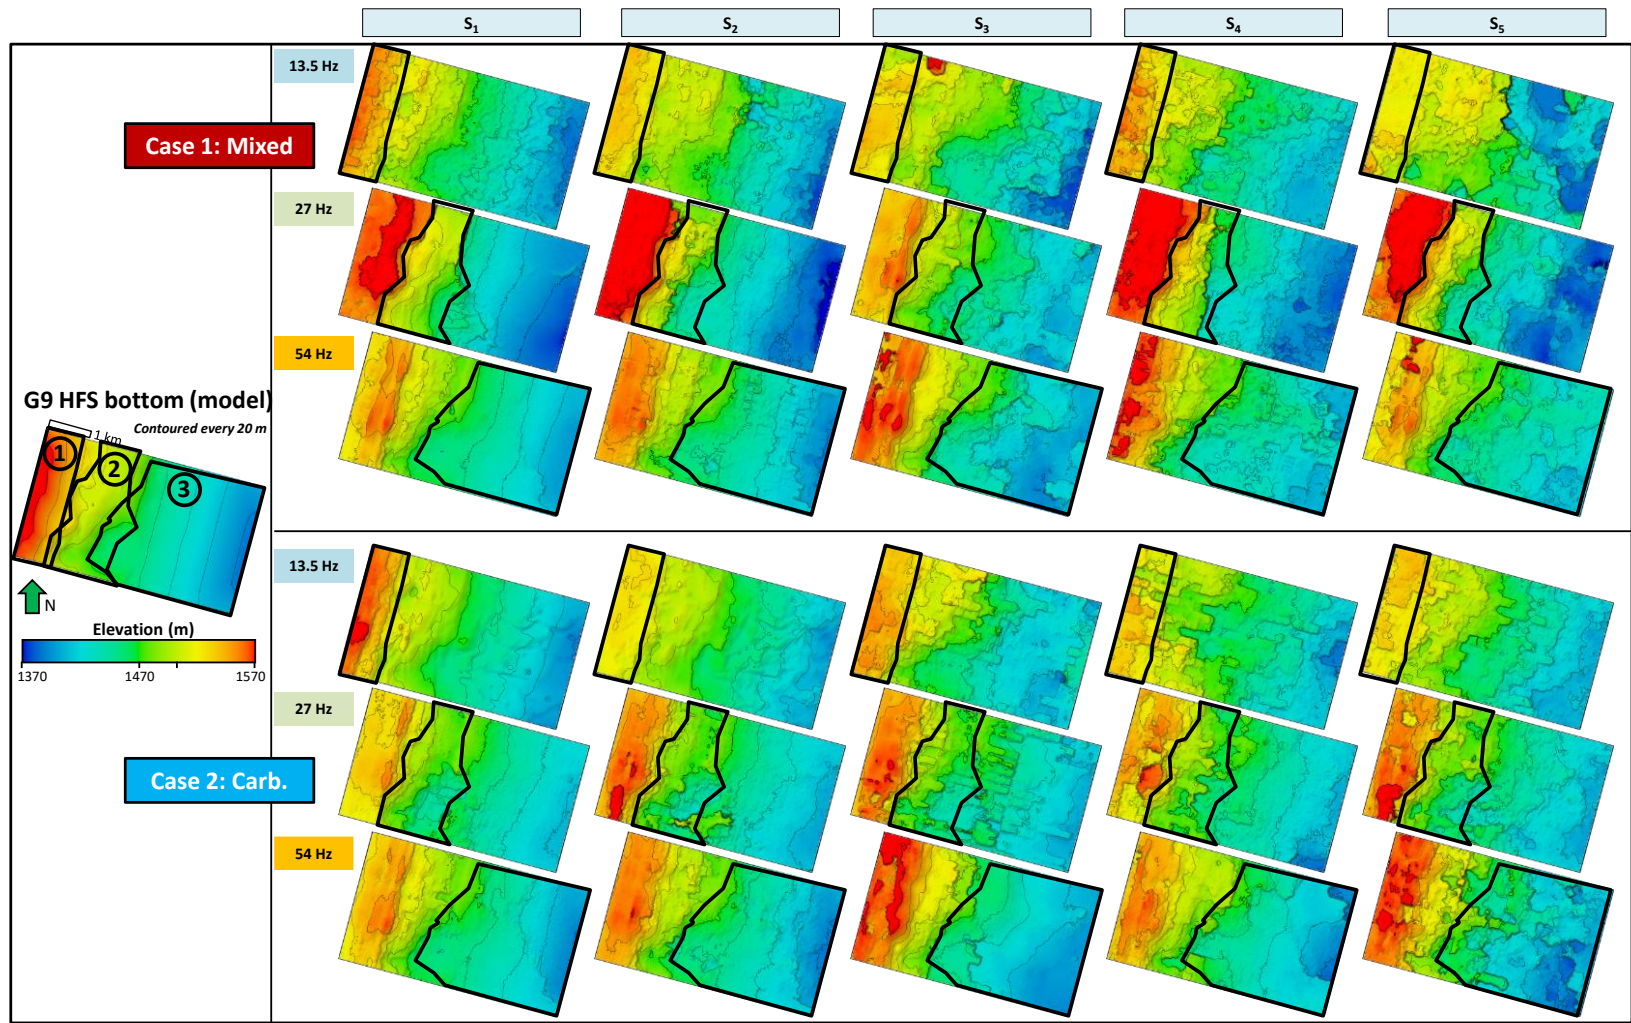 S₁ S₂ S₃ S₄ S₅
13.5 Hz
Case 1: Mixed
27 Hz
54 Hz
G9 HFS bottom (model)
Contoured every 20 m
1 km
1 2 3
N
Elevation (m)
1370 1470 1570
13.5 Hz
27 Hz
Case 2: Carb.
54 Hz